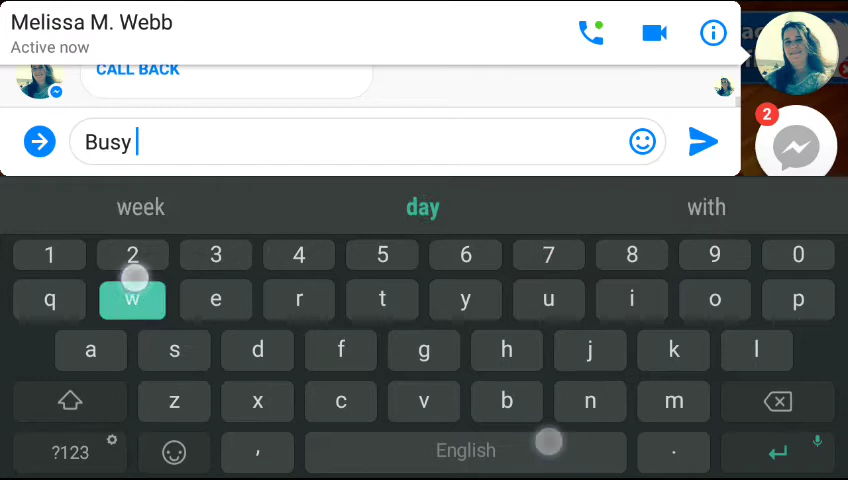 Melissa M. Webb
Active now
CALL BACK
Busy
2
week day with
1 2 3 4 5 6 7 8 9 0
q w e r t y u i o p
a s d f g h j k l
z x c v b n m
?123 , English .